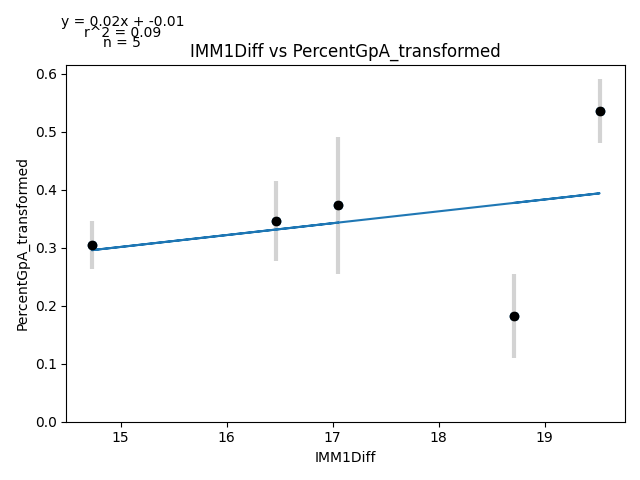 y = 0.02x + -0.01
r^2 = 0.09
n = 5
IMM1Diff vs PercentGpA_transformed
PercentGpA_transformed
0.6
0.5
0.4
0.3
0.2
0.1
0.0
15 16 17 18 19
IMM1Diff